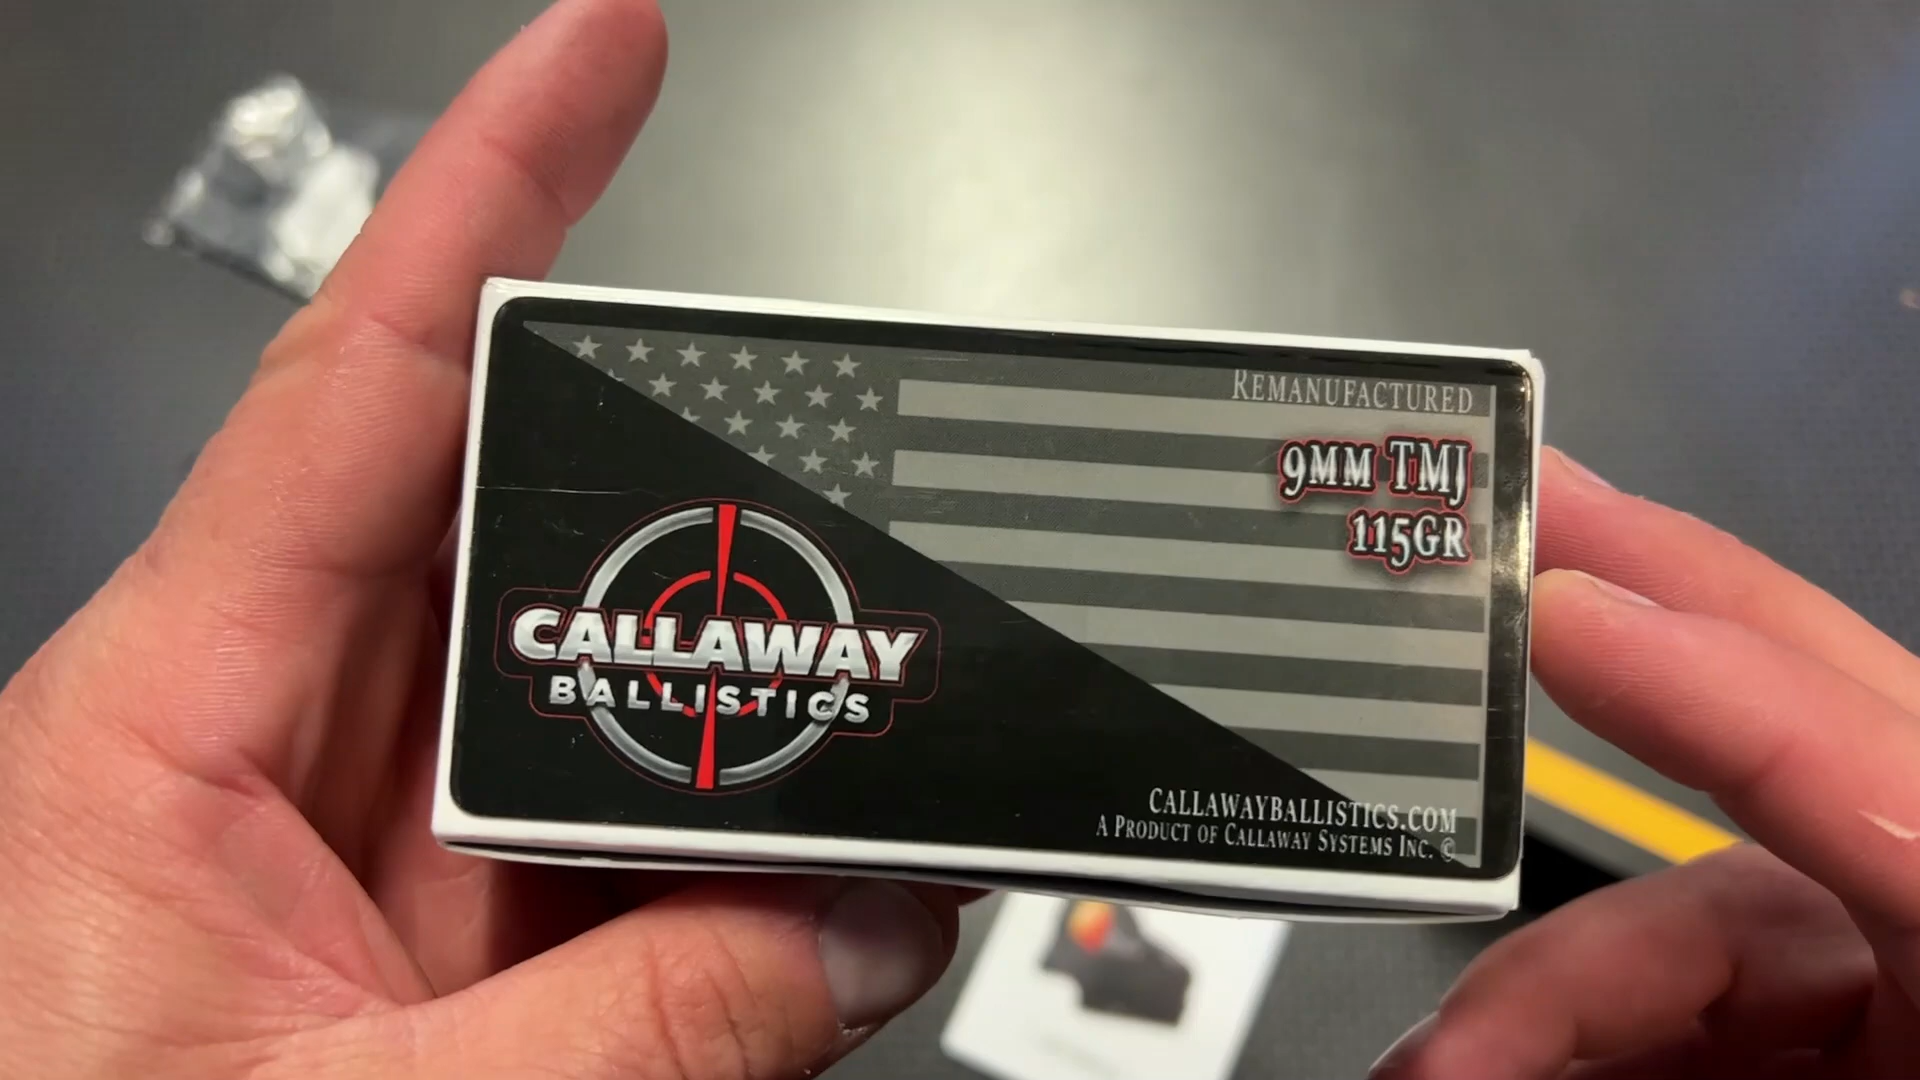 REMANUFACTURED
9MM TMJ
115GR
CALLAWAY
BALLISTICS
CALLAWAYBALLISTICS.COM
A PRODUCT OF CALLAWAY SYSTEMS INC. ©